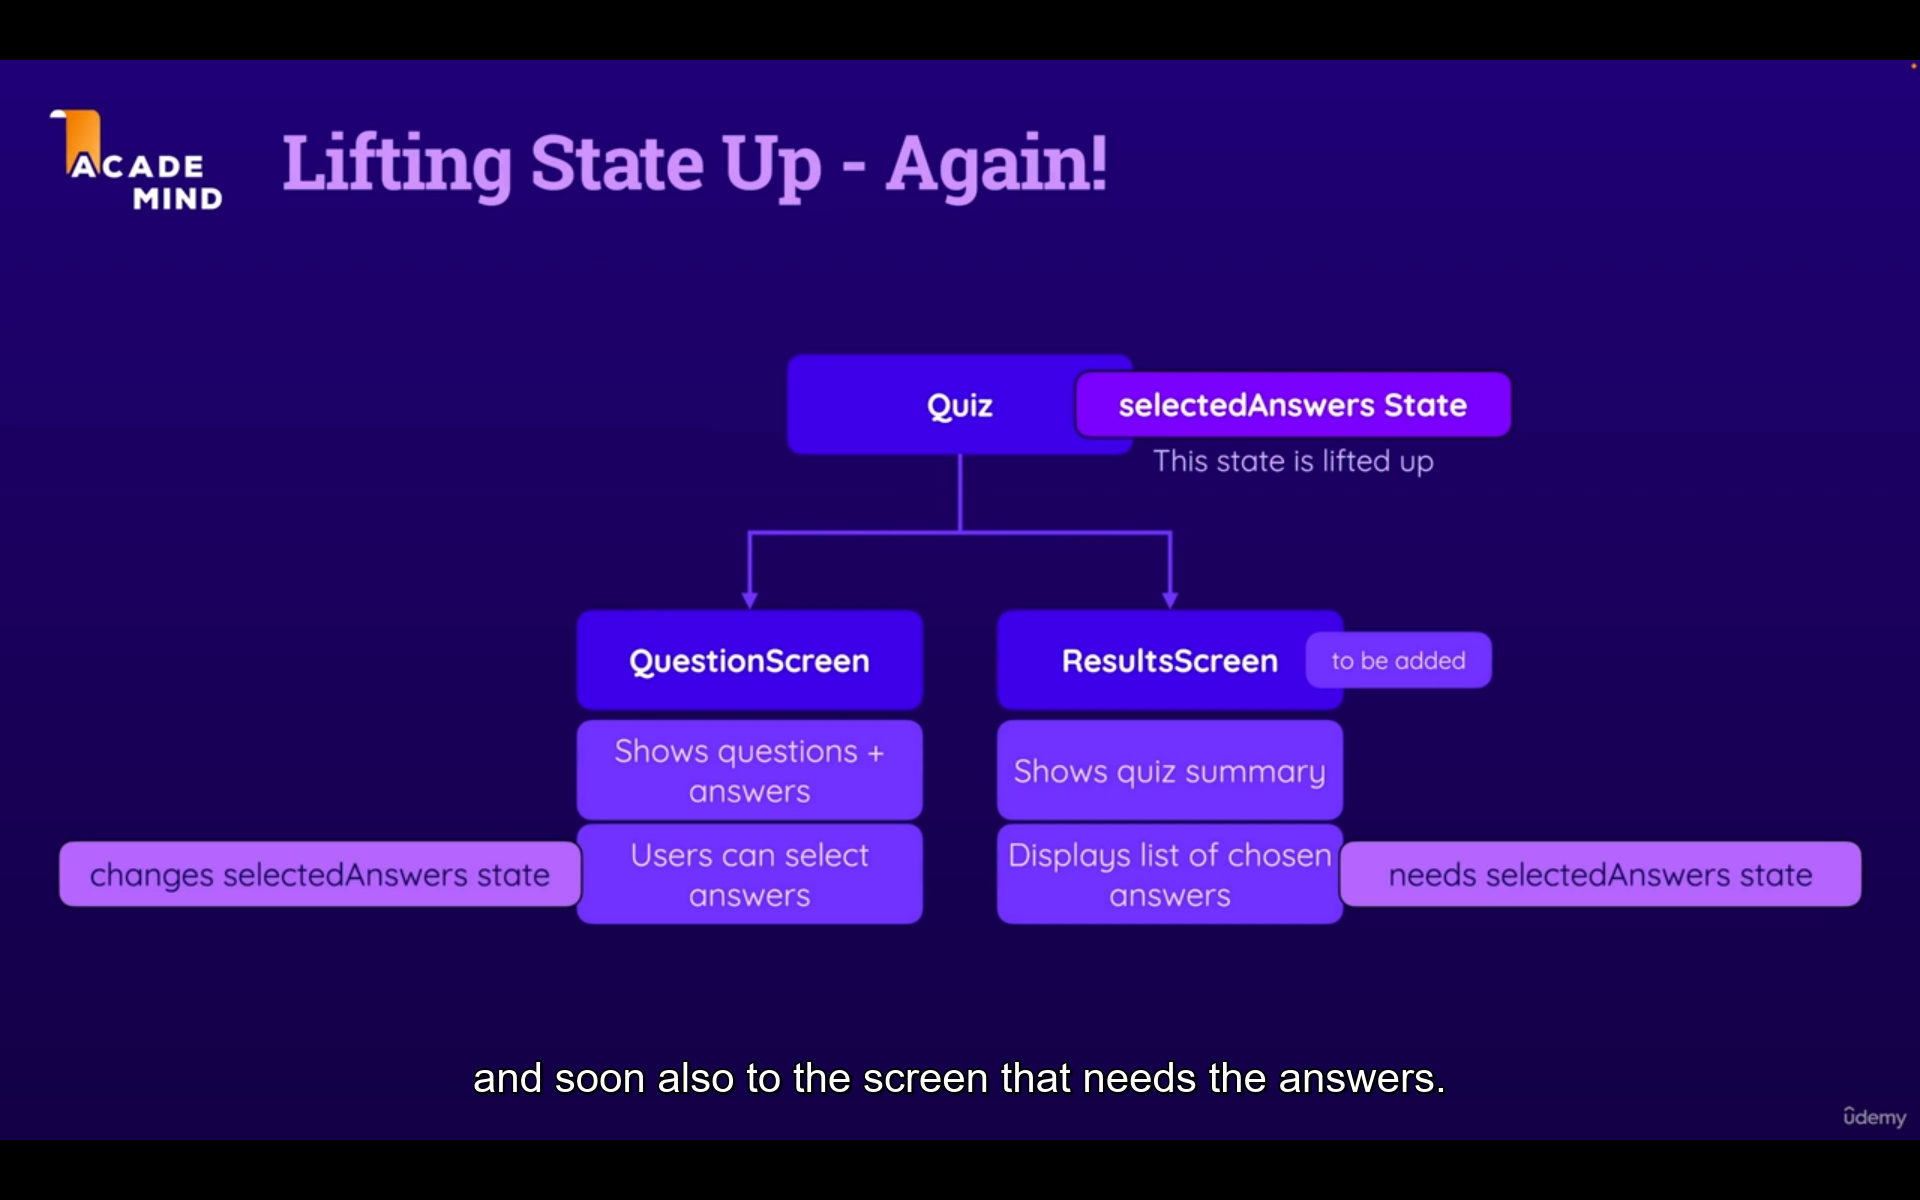 ACADE
MIND
Lifting State Up - Again!
Quiz
selectedAnswers State
This state is lifted up
QuestionScreen
ResultsScreen
to be added
Shows questions +
answers
Shows quiz summary
changes selectedAnswers state
Users can select
answers
Displays list of chosen
answers
needs selectedAnswers state
and soon also to the screen that needs the answers.
ûdemy